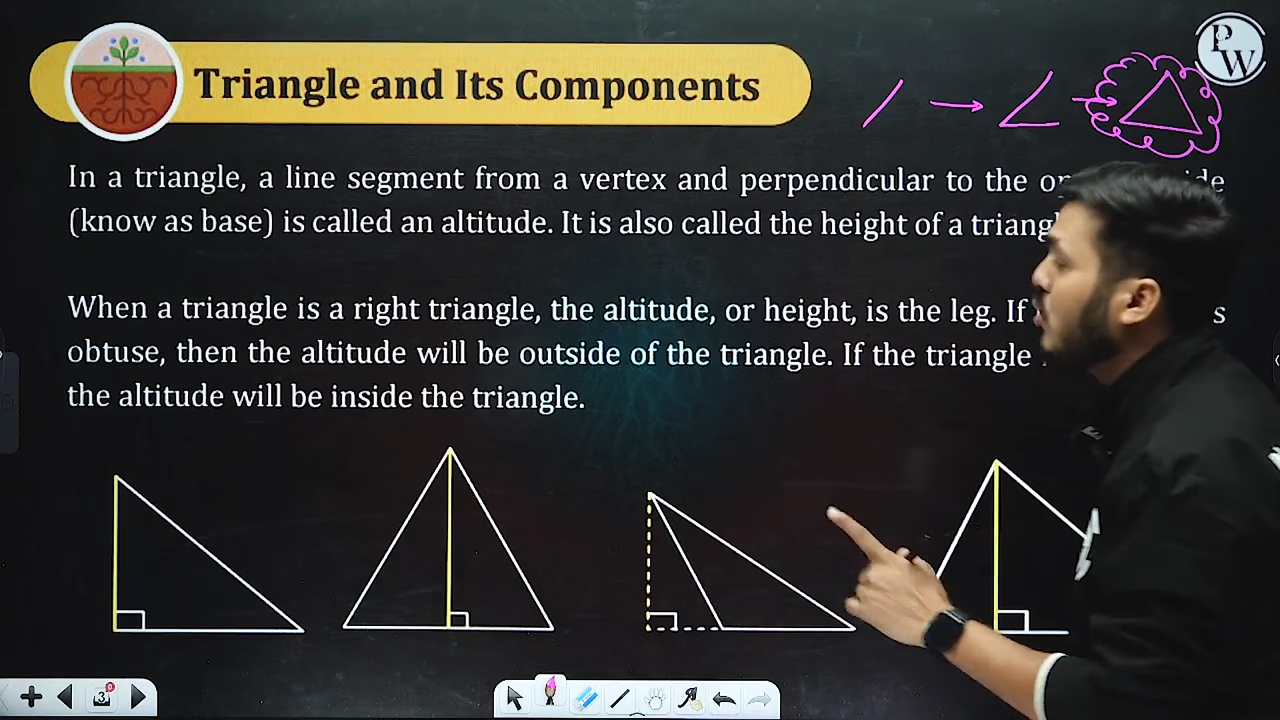 PW
Triangle and Its Components
In a triangle, a line segment from a vertex and perpendicular to the
(know as base) is called an altitude. It is also called the height of a
When a triangle is a right triangle, the altitude, or height, is the leg. If
obtuse, then the altitude will be outside of the triangle. If the triangle
the altitude will be inside the triangle.